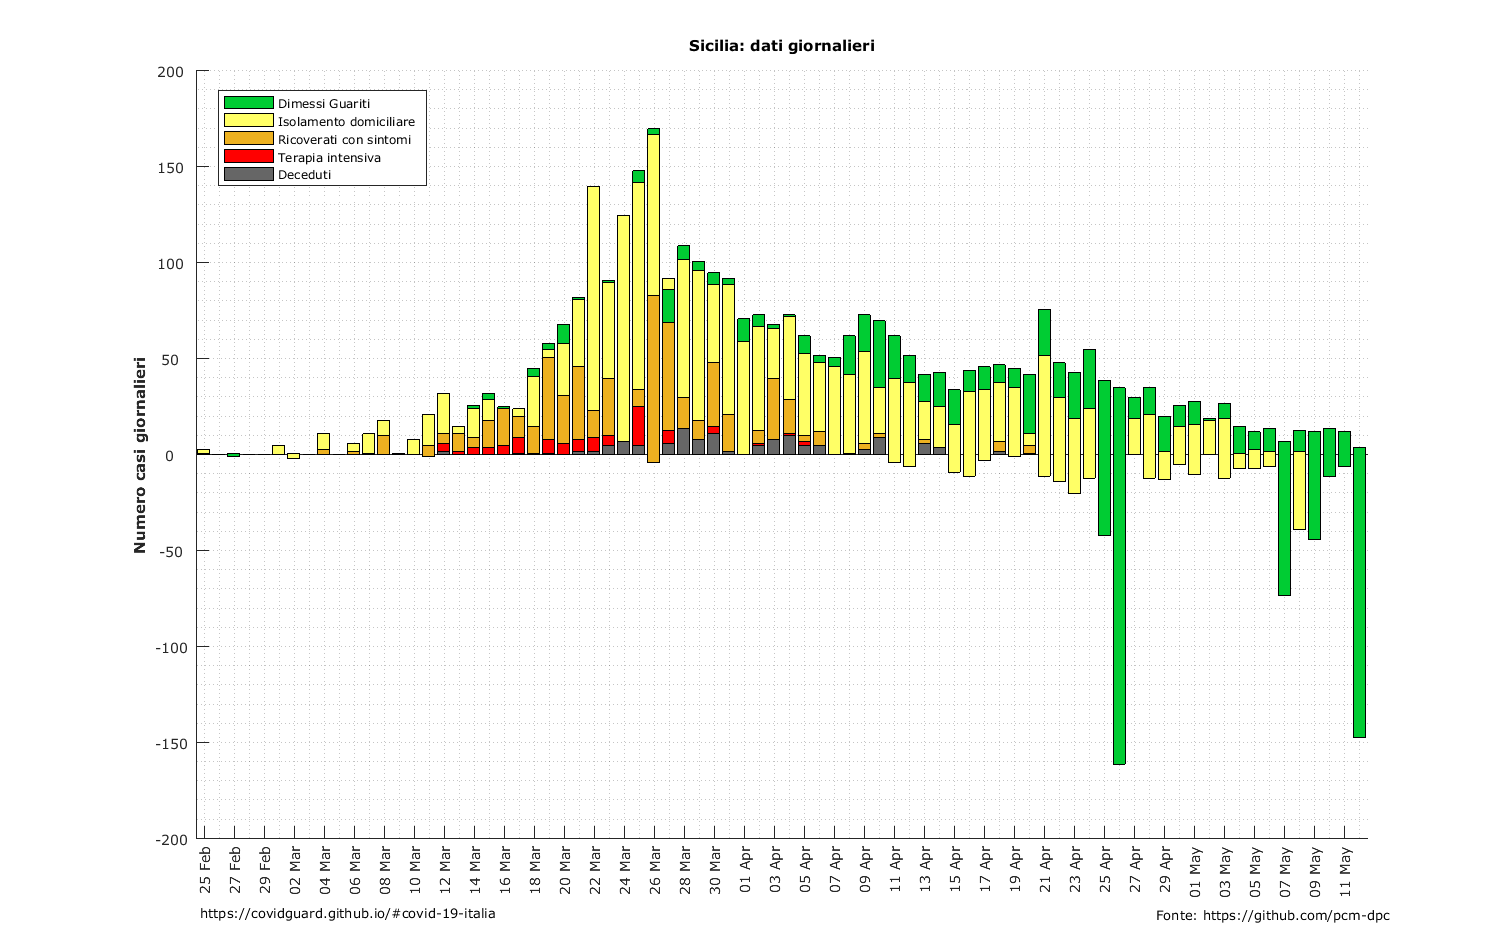 Sicilia: dati giornalieri
Dimessi Guariti
Isolamento domiciliare
Ricoverati con sintomi
Terapia intensiva
Deceduti
Numero casi giornalieri
200
150
100
50
0
-50
-100
-150
-200
25 Feb
27 Feb
29 Feb
02 Mar
04 Mar
06 Mar
08 Mar
10 Mar
12 Mar
14 Mar
16 Mar
18 Mar
20 Mar
22 Mar
24 Mar
26 Mar
28 Mar
30 Mar
01 Apr
03 Apr
05 Apr
07 Apr
09 Apr
11 Apr
13 Apr
15 Apr
17 Apr
19 Apr
21 Apr
23 Apr
25 Apr
27 Apr
29 Apr
01 May
03 May
05 May
07 May
09 May
11 May
https://covidguard.github.io/#covid-19-italia
Fonte: https://github.com/pcm-dpc